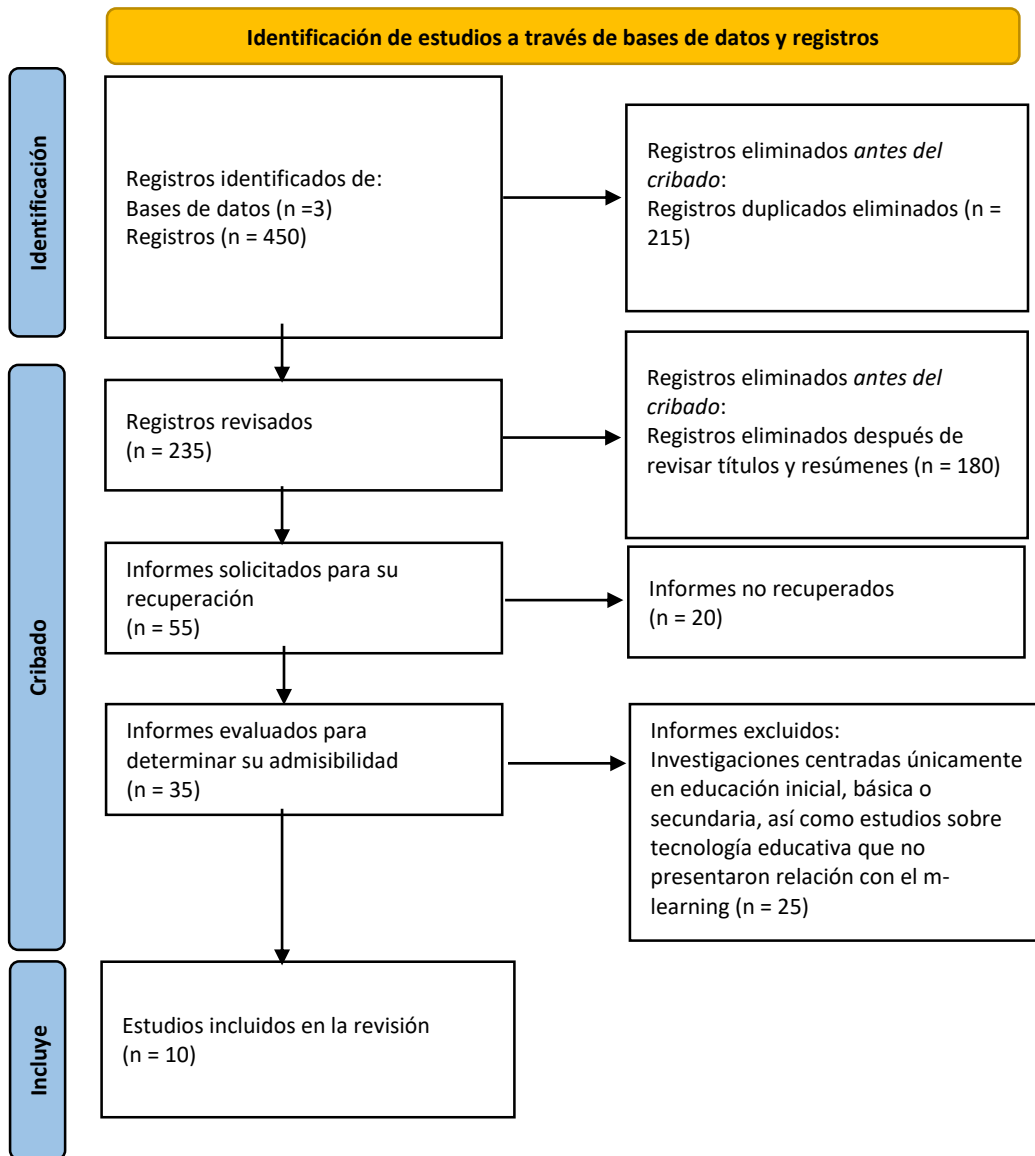 Identificación de estudios a través de bases de datos y registros
Identificación
Registros identificados de:
Bases de datos (n =3)
Registros (n = 450)
Registros eliminados antes del
cribado:
Registros duplicados eliminados (n =
215)
Cribado
Registros revisados
(n = 235)
Registros eliminados antes del
cribado:
Registros eliminados después de
revisar títulos y resúmenes (n = 180)
Informes solicitados para su
recuperación
(n = 55)
Informes no recuperados
(n = 20)
Informes evaluados para
determinar su admisibilidad
(n = 35)
Informes excluidos:
Investigaciones centradas únicamente
en educación inicial, básica o
secundaria, así como estudios sobre
tecnología educativa que no
presentaron relación con el m-
learning (n = 25)
Incluye
Estudios incluidos en la revisión
(n = 10)